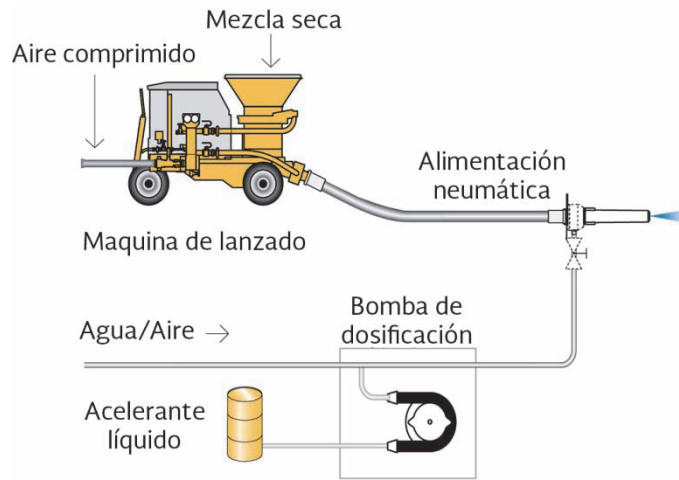 Mezcla seca
Aire comprimido
Alimentación
neumática
Maquina de lanzado
Bomba de
dosificación
Agua/Aire
Acelerante
líquido